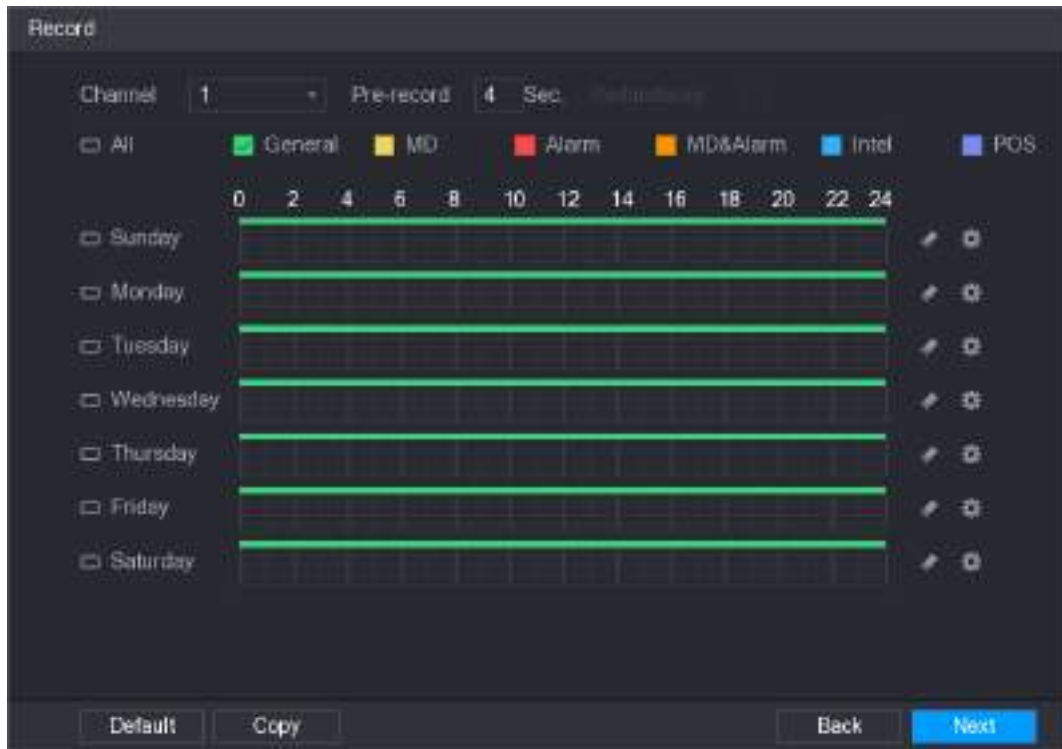 Record
Channel 1 Pre-record 4 Sec. Redundancy
All General MD Alarm MD&Alarm Intel POS
0 2 4 6 8 10 12 14 16 18 20 22 24
Sunday
Monday
Tuesday
Wednesday
Thursday
Friday
Saturday
Default Copy Back Next